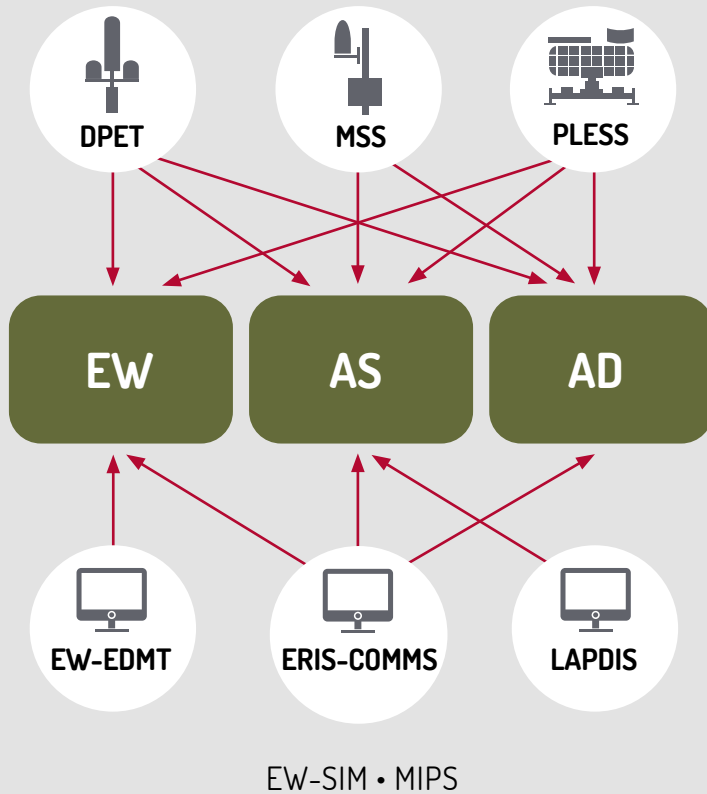 DPET
MSS
PLESS
EW
AS
AD
EW-EDMT
ERIS-COMMS
LAPDIS
EW-SIM • MIPS